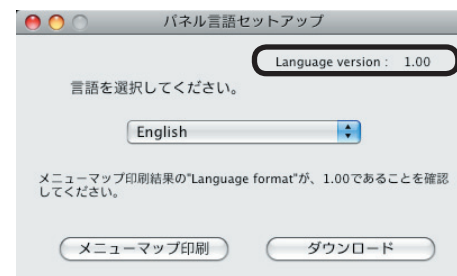 パネル言語セットアップ
Language version : 1.00
言語を選択してください。
English
メニューマップ印刷結果の"Language format"が、1.00であることを確認
してください。
メニューマップ印刷
ダウンロード